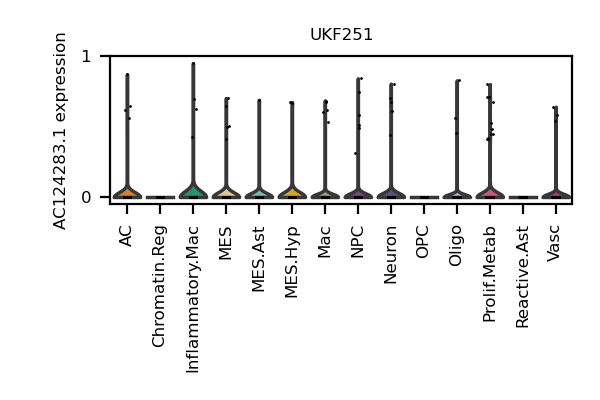 UKF251
AC124283.1 expression
1
0
AC
Chromatin.Reg
Inflammatory.Mac
MES
MES.Ast
MES.Hyp
Mac
NPC
Neuron
OPC
Oligo
Prolif.Metab
Reactive.Ast
Vasc